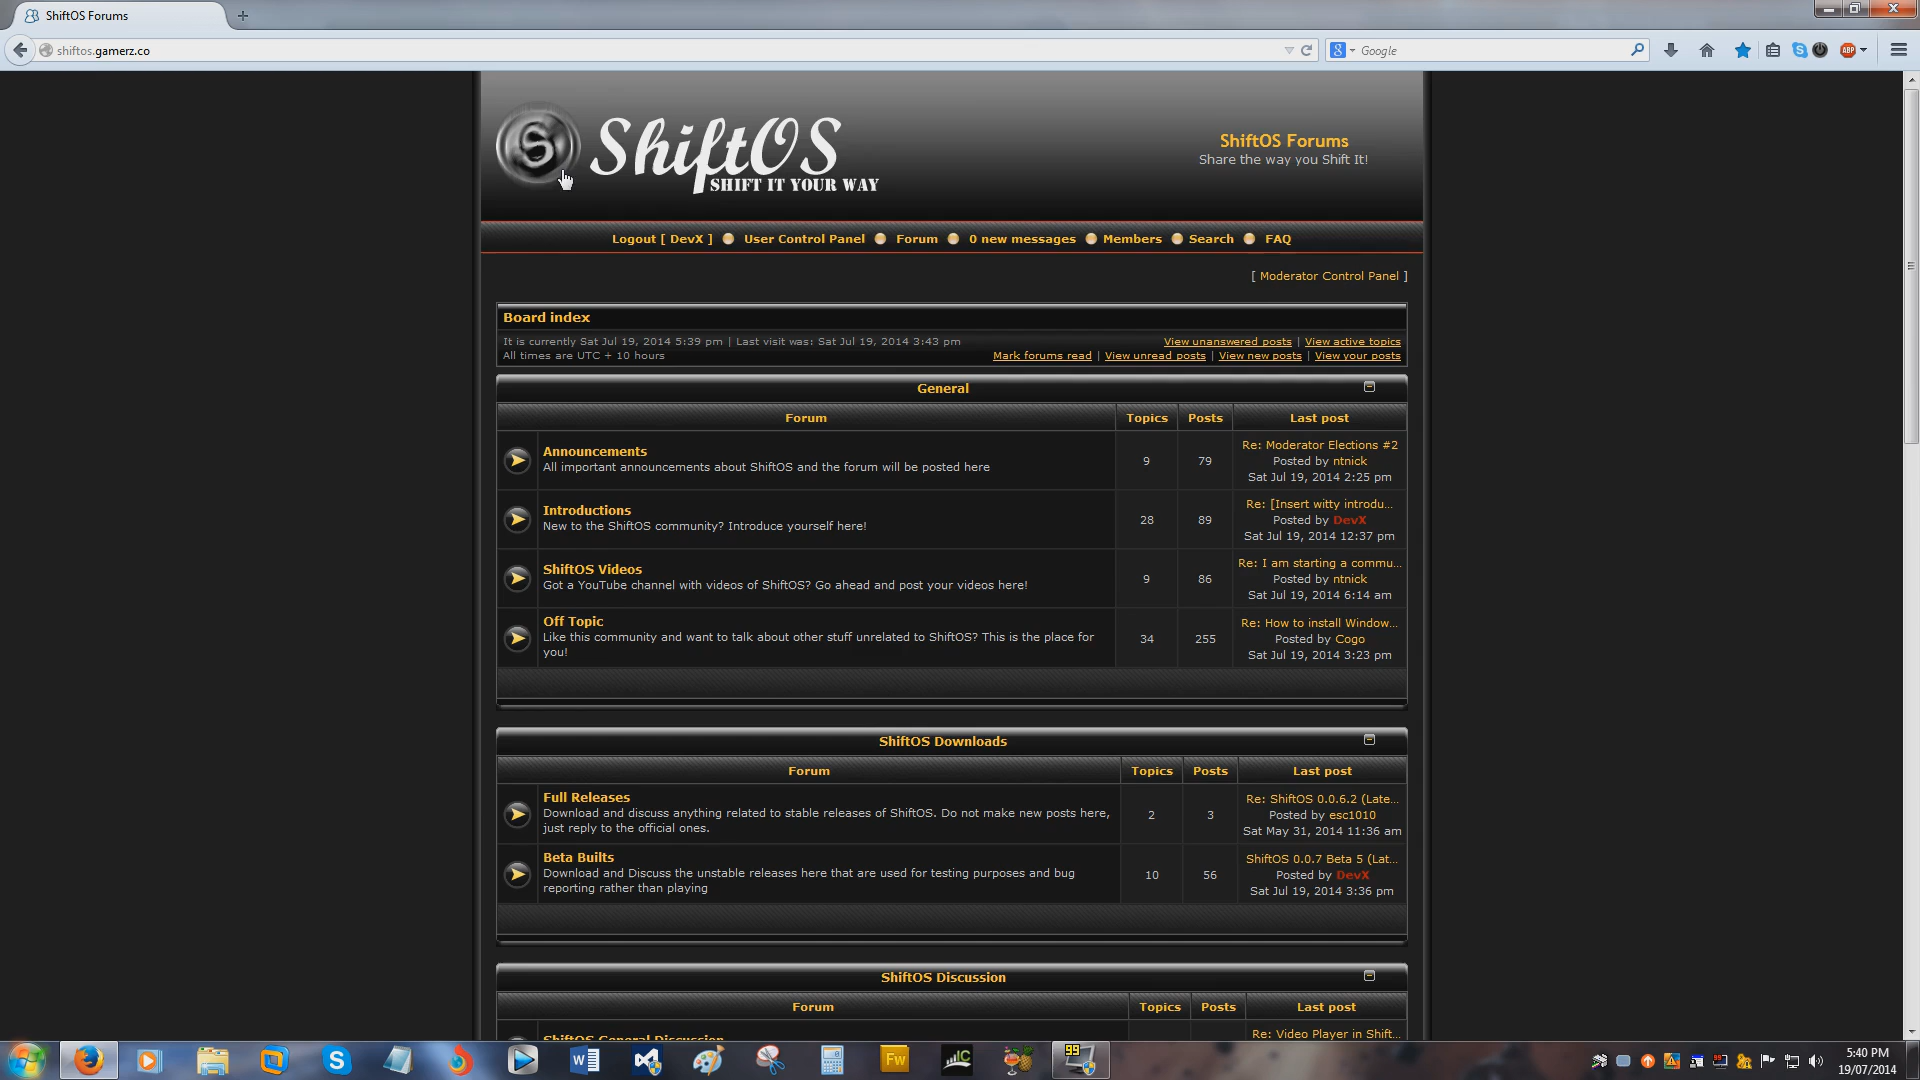 ShiftOS Forums
shiftos.gamerz.co
Google
ABP
ShiftOS
SHIFT IT YOUR WAY
ShiftOS Forums
Share the way you Shift It!
Logout [ DevX ] User Control Panel Forum 0 new messages Members Search FAQ
[ Moderator Control Panel ]
Board index
It is currently Sat Jul 19, 2014 5:39 pm | Last visit was: Sat Jul 19, 2014 3:43 pm
View unanswered posts | View active topics
All times are UTC + 10 hours
Mark forums read | View unread posts | View new posts | View your posts
General
Forum Topics Posts Last post
Announcements
All important announcements about ShiftOS and the forum will be posted here
9 79
Re: Moderator Elections #2
Posted by ntnick
Sat Jul 19, 2014 2:25 pm
Introductions
New to the ShiftOS community? Introduce yourself here!
28 89
Re: [Insert witty introdu...
Posted by DevX
Sat Jul 19, 2014 12:37 pm
ShiftOS Videos
Got a YouTube channel with videos of ShiftOS? Go ahead and post your videos here!
9 86
Re: I am starting a commu...
Posted by ntnick
Sat Jul 19, 2014 6:14 am
Off Topic
Like this community and want to talk about other stuff unrelated to ShiftOS? This is the place for
you!
34 255
Re: How to install Window...
Posted by Cogo
Sat Jul 19, 2014 3:23 pm
ShiftOS Downloads
Forum Topics Posts Last post
Full Releases
Download and discuss anything related to stable releases of ShiftOS. Do not make new posts here,
just reply to the official ones.
2 3
Re: ShiftOS 0.0.6.2 (Late...
Posted by esc1010
Sat May 31, 2014 11:36 am
Beta Builts
Download and Discuss the unstable releases here that are used for testing purposes and bug
reporting rather than playing
10 56
ShiftOS 0.0.7 Beta 5 (Lat...
Posted by DevX
Sat Jul 19, 2014 3:36 pm
ShiftOS Discussion
Forum Topics Posts Last post
ShiftOS General Discussion
Re: Video Player in Shift...
Fw
99
5:40 PM
19/07/2014